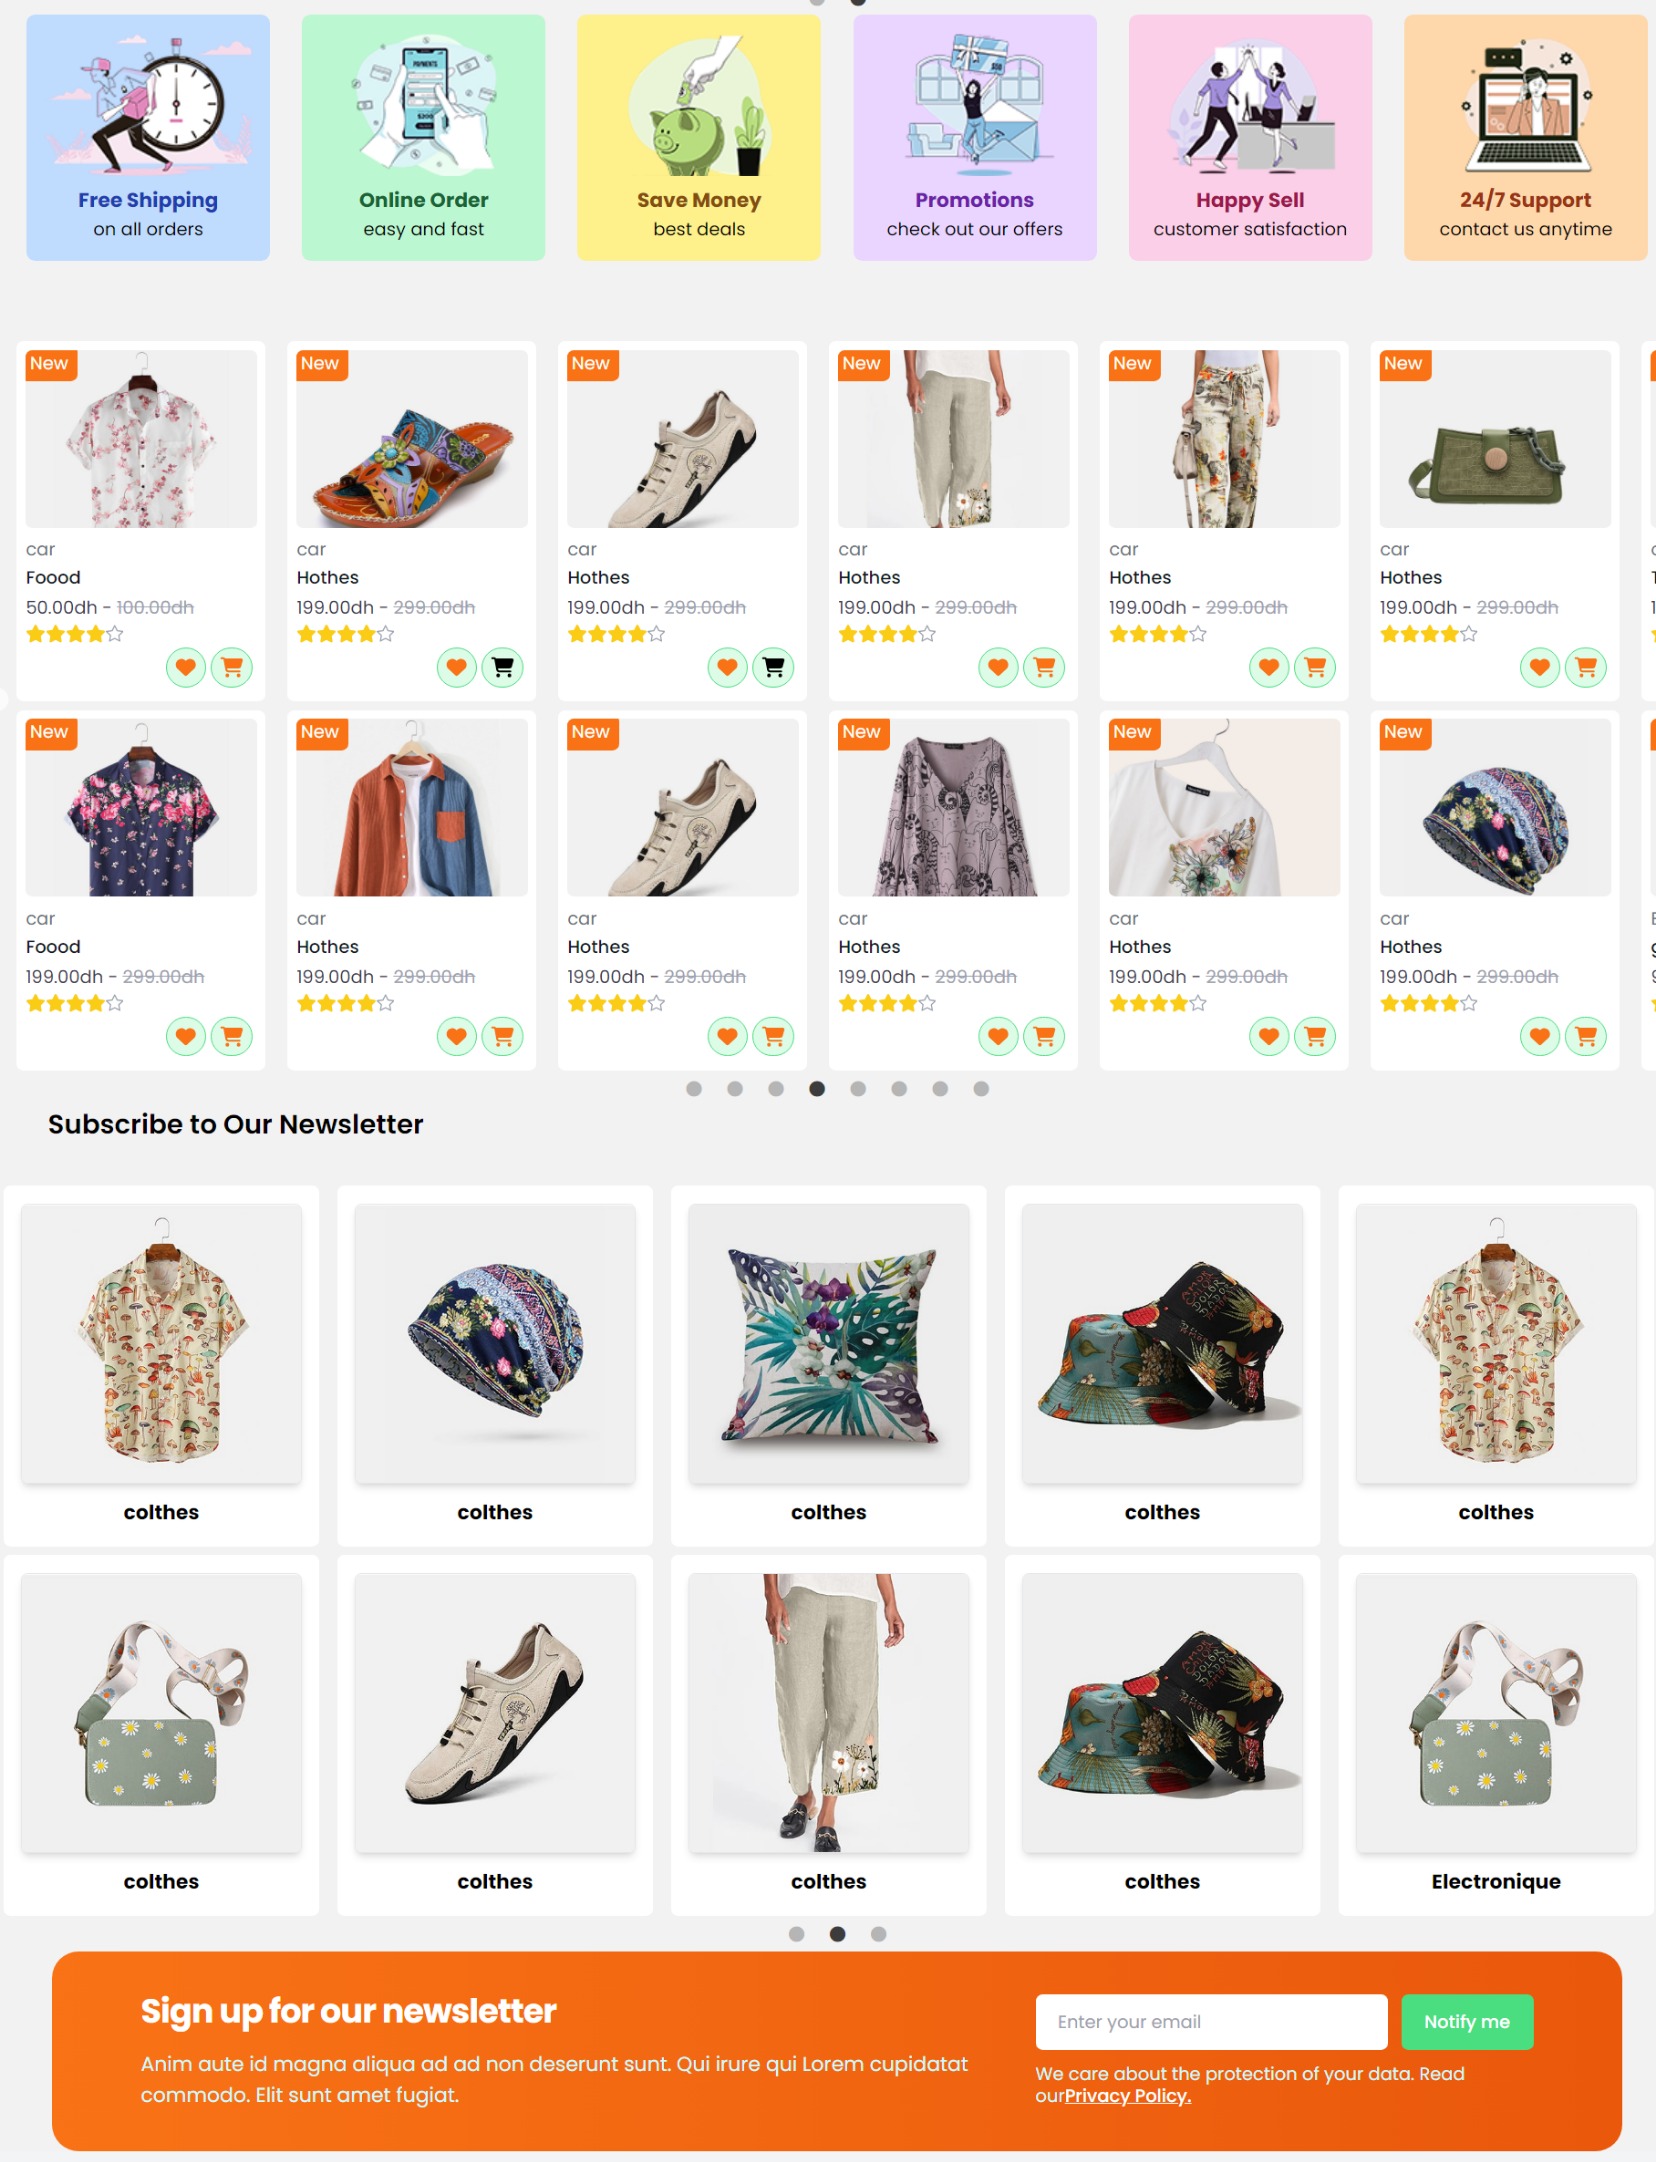 Free Shipping
on all orders
Online Order
easy and fast
Save Money
best deals
Promotions
check out our offers
Happy Sell
customer satisfaction
24/7 Support
contact us anytime
PAYMENTS
New
car
Foood
50.00dh - 100.00dh
New
car
Hothes
199.00dh - 299.00dh
New
car
Hothes
199.00dh - 299.00dh
New
car
Hothes
199.00dh - 299.00dh
New
car
Hothes
199.00dh - 299.00dh
New
car
Hothes
199.00dh - 299.00dh
New
car
Foood
199.00dh - 299.00dh
New
car
Hothes
199.00dh - 299.00dh
New
car
Hothes
199.00dh - 299.00dh
New
car
Hothes
199.00dh - 299.00dh
New
car
Hothes
199.00dh - 299.00dh
New
car
Hothes
199.00dh - 299.00dh
Subscribe to Our Newsletter
colthes
colthes
colthes
colthes
colthes
colthes
colthes
colthes
colthes
Electronique
Sign up for our newsletter
Anim aute id magna aliqua ad ad non deserunt sunt. Qui irure qui Lorem cupidatat
commodo. Elit sunt amet fugiat.
Enter your email
Notify me
We care about the protection of your data. Read
ourPrivacy Policy.